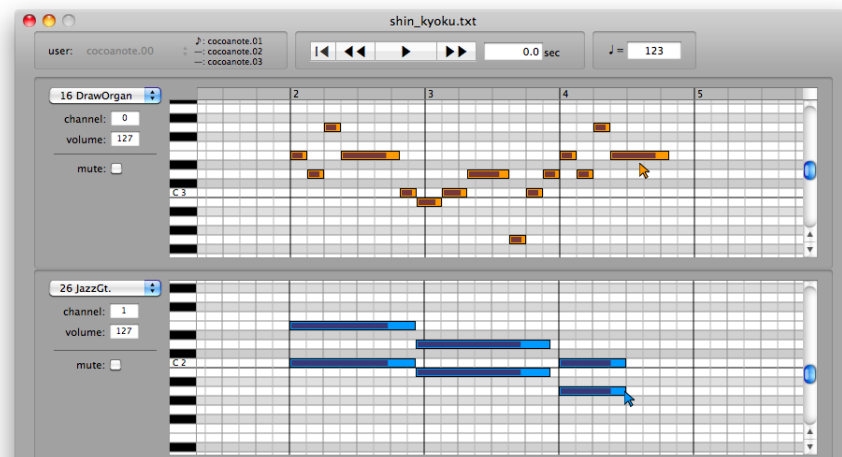 shin_kyoku.txt
user: cocoanote.00
♪: cocoanote.01
—: cocoanote.02
—: cocoanote.03
0.0 sec
♩= 123
16 DrawOrgan
channel: 0
volume: 127
mute:
2 3 4 5
C 3
26 JazzGt.
channel: 1
volume: 127
mute:
C 2